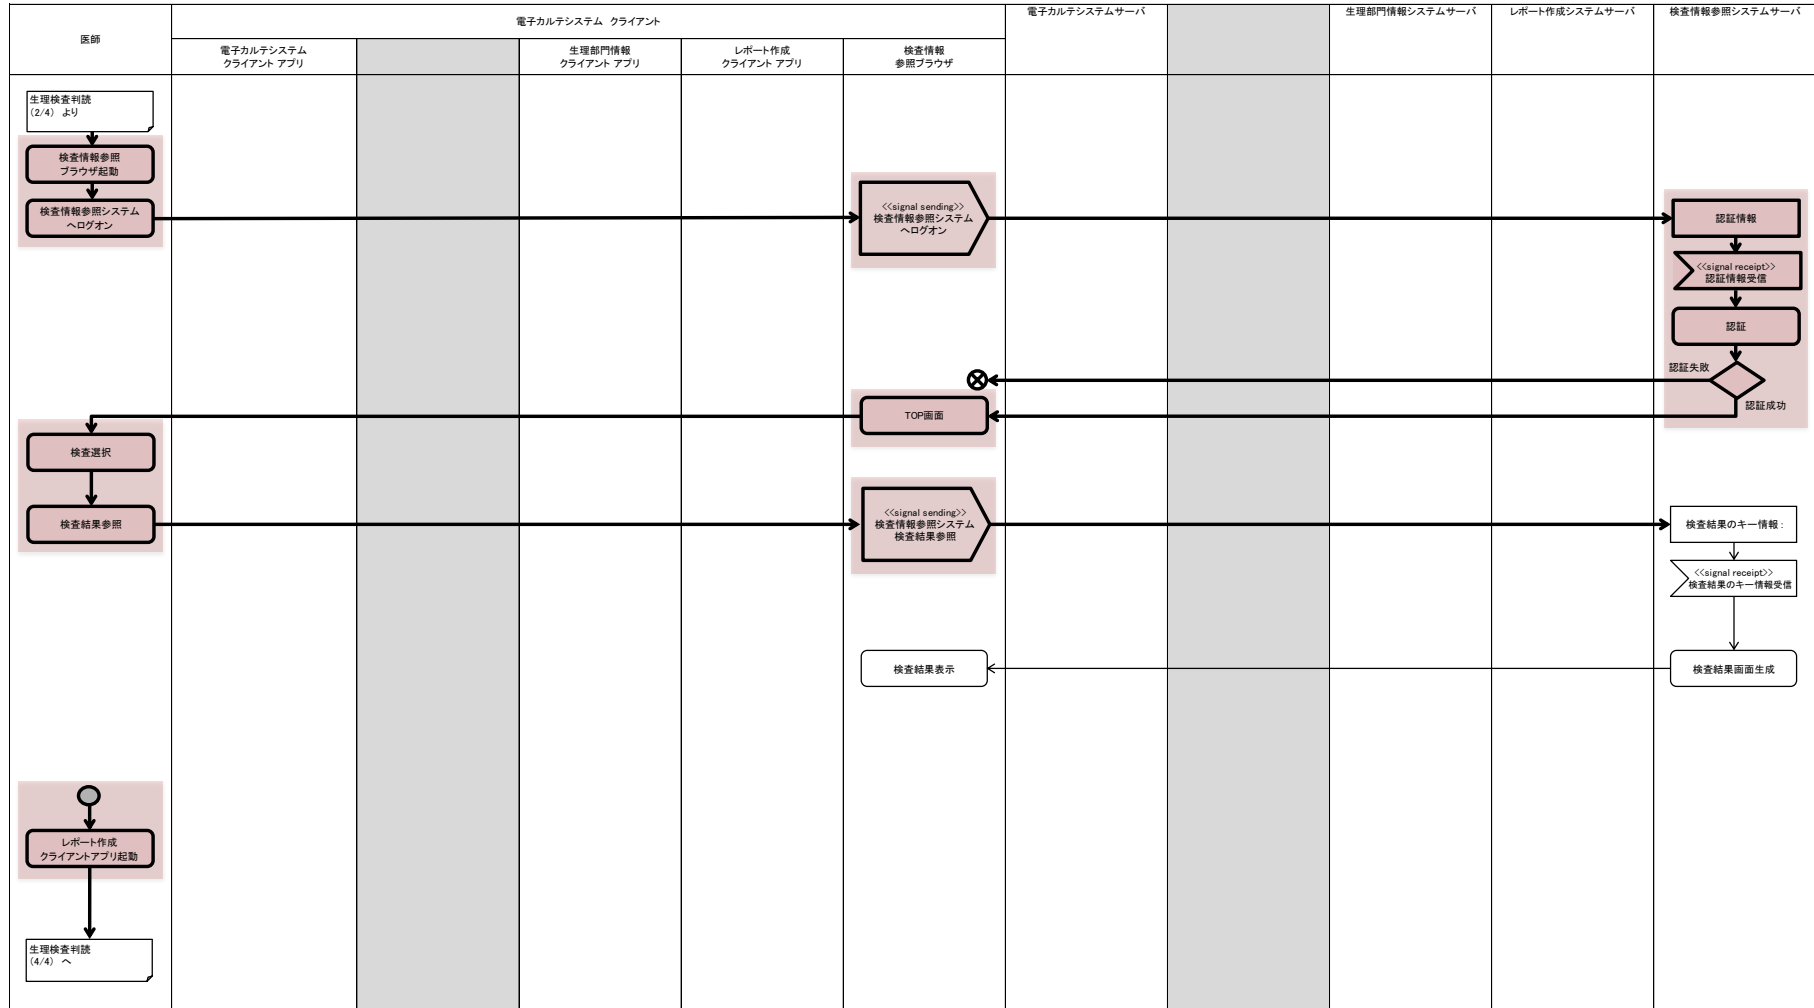 医師
電子カルテシステム クライアント
電子カルテシステムサーバ
生理部門情報システムサーバ
レポート作成システムサーバ
検査情報参照システムサーバ
電子カルテシステム
クライアント アプリ
生理部門情報
クライアント アプリ
レポート作成
クライアント アプリ
検査情報
参照ブラウザ
生理検査判読
(2/4) より
検査情報参照
ブラウザ起動
検査情報参照システム
へログオン
<<signal sending>>
検査情報参照システム
へログオン
認証情報
<<signal receipt>>
認証情報受信
認証
認証失敗
認証成功
TOP画面
検査選択
検査結果参照
<<signal sending>>
検査情報参照システム
検査結果参照
検査結果のキー情報:
<<signal receipt>>
検査結果のキー情報受信
検査結果表示
検査結果画面生成
レポート作成
クライアントアプリ起動
生理検査判読
(4/4) へ